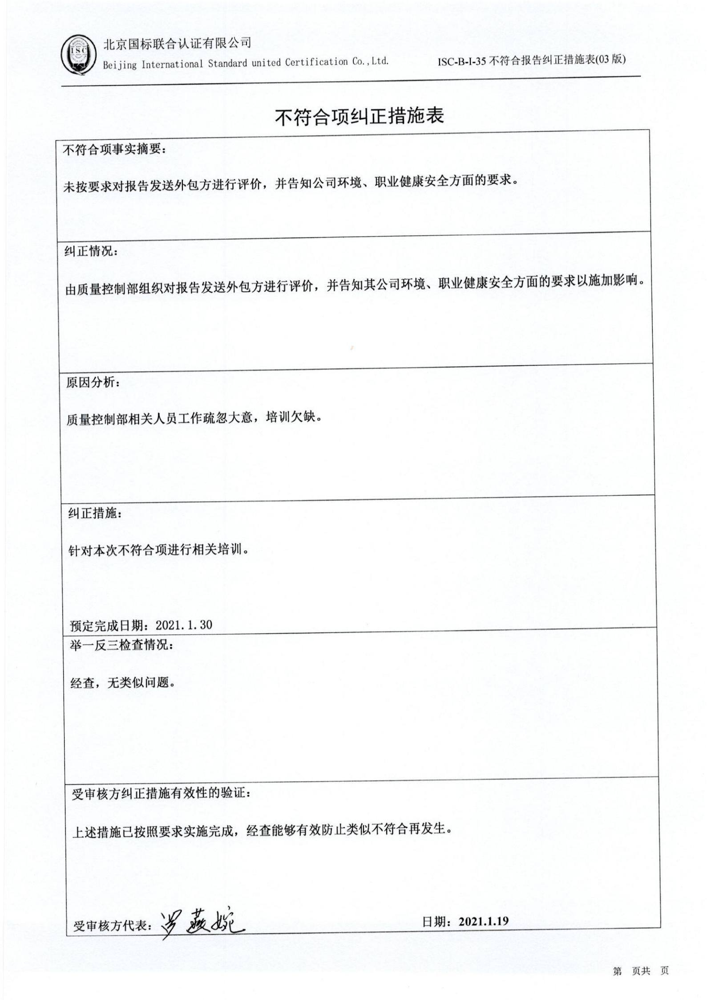 ISC
北京国标联合认证有限公司
Beijing International Standard united Certification Co.,Ltd.
ISC-B-I-35 不符合报告纠正措施表(03 版)
不符合项纠正措施表
不符合项事实摘要：
未按要求对报告发送外包方进行评价，并告知公司环境、职业健康安全方面的要求。
纠正情况：
由质量控制部组织对报告发送外包方进行评价，并告知其公司环境、职业健康安全方面的要求以施加影响。
原因分析：
质量控制部相关人员工作疏忽大意，培训欠缺。
纠正措施：
针对本次不符合项进行相关培训。
预定完成日期：2021.1.30
举一反三检查情况：
经查，无类似问题。
受审核方纠正措施有效性的验证：
上述措施已按照要求实施完成，经查能够有效防止类似不符合再发生。
受审核方代表：罗燕婉
日期：2021.1.19
第 页共 页